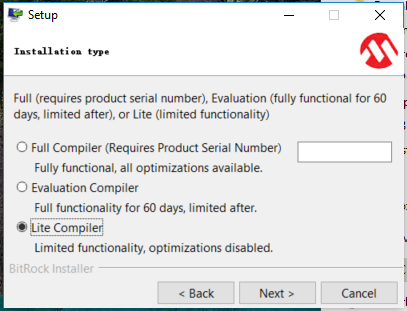 Setup
Installation type
Full (requires product serial number), Evaluation (fully functional for 60
days, limited after), or Lite (limited functionality)
Full Compiler (Requires Product Serial Number)
Fully functional, all optimizations available.
Evaluation Compiler
Full functionality for 60 days, limited after.
Lite Compiler
Limited functionality, optimizations disabled.
BitRock Installer
< Back
Next >
Cancel